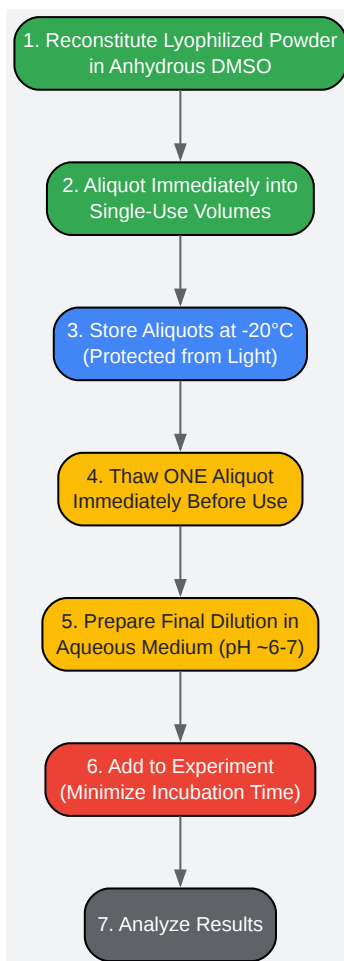 1. Reconstitute Lyophilized Powder
in Anhydrous DMSO
2. Aliquot Immediately into
Single-Use Volumes
3. Store Aliquots at -20°C
(Protected from Light)
4. Thaw ONE Aliquot
Immediately Before Use
5. Prepare Final Dilution in
Aqueous Medium (pH ~6-7)
6. Add to Experiment
(Minimize Incubation Time)
7. Analyze Results